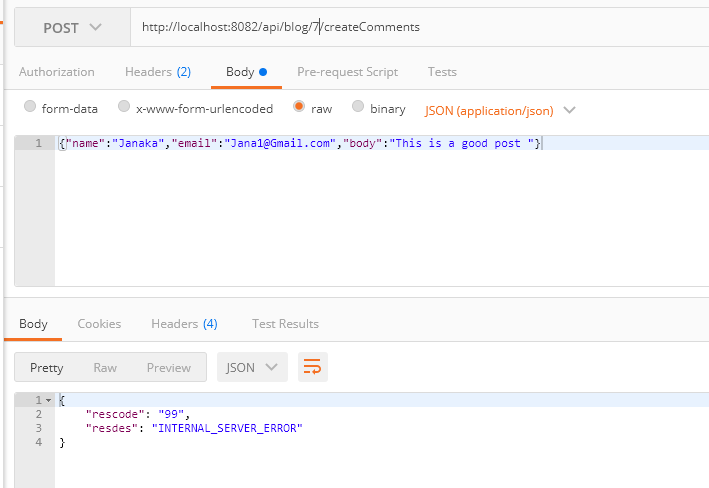 POST http://localhost:8082/api/blog/7/createComments
Authorization Headers (2) Body Pre-request Script Tests
form-data x-www-form-urlencoded raw binary JSON (application/json)
1 {"name":"Janaka","email":"Jana1@Gmail.com","body":"This is a good post "}
Body Cookies Headers (4) Test Results
Pretty Raw Preview JSON
1 {
2 "rescode": "99",
3 "resdes": "INTERNAL_SERVER_ERROR"
4 }